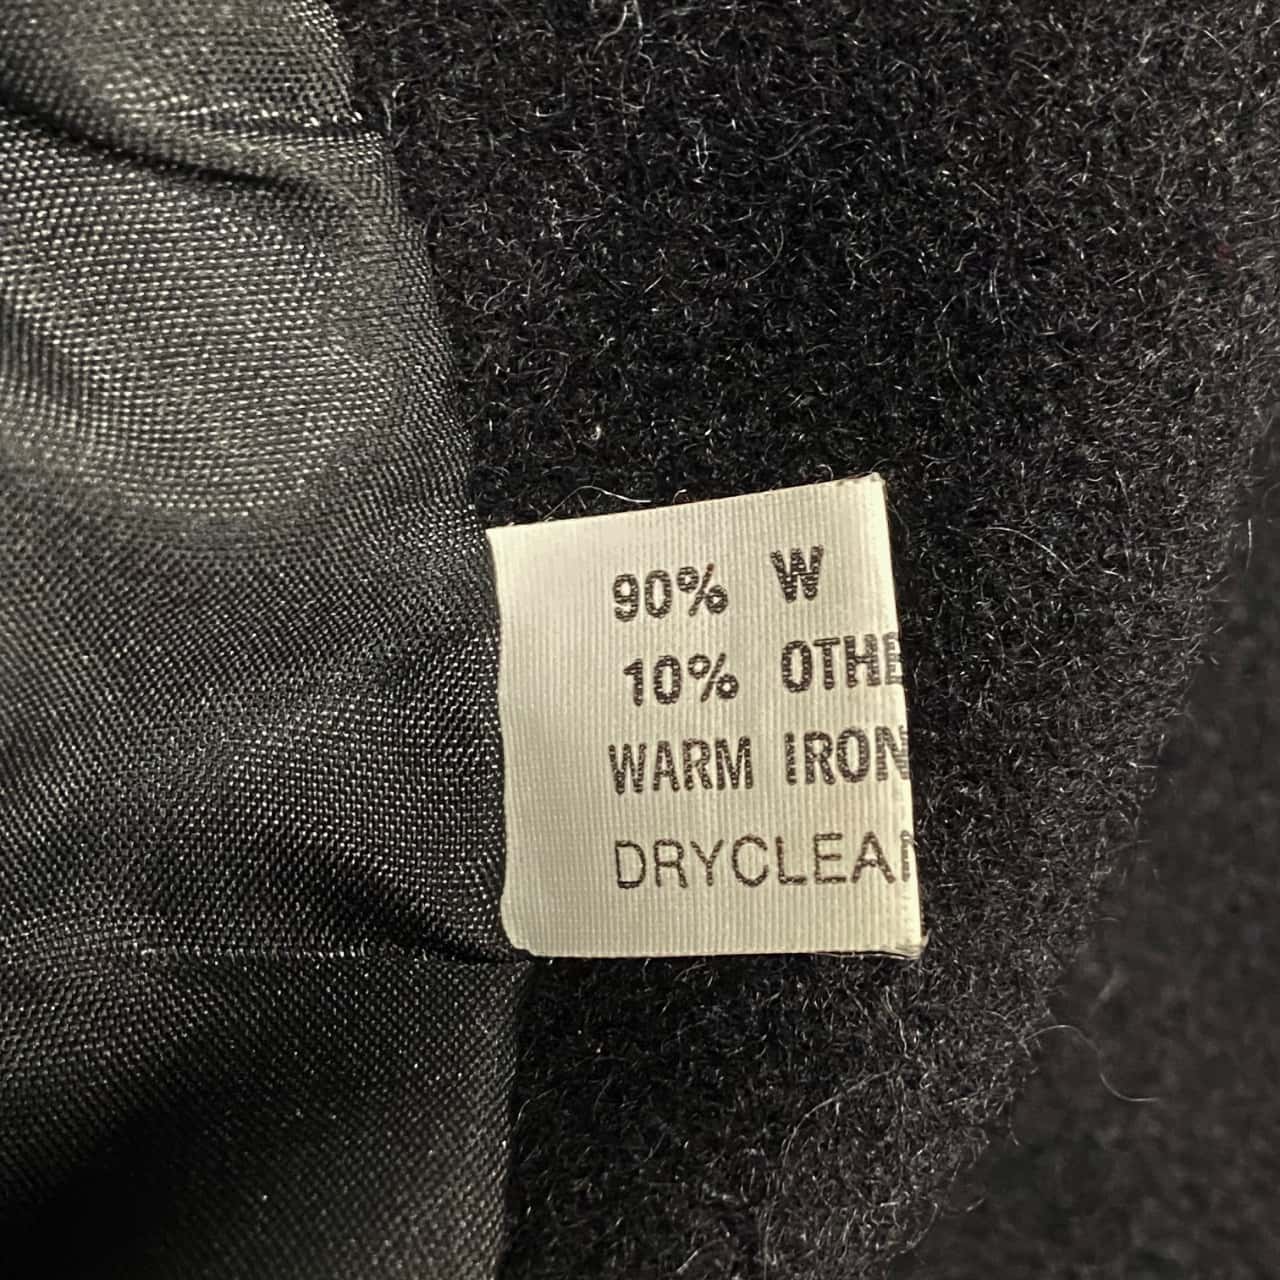 90% W
10% OTHE
WARM IRON
DRYCLEAN